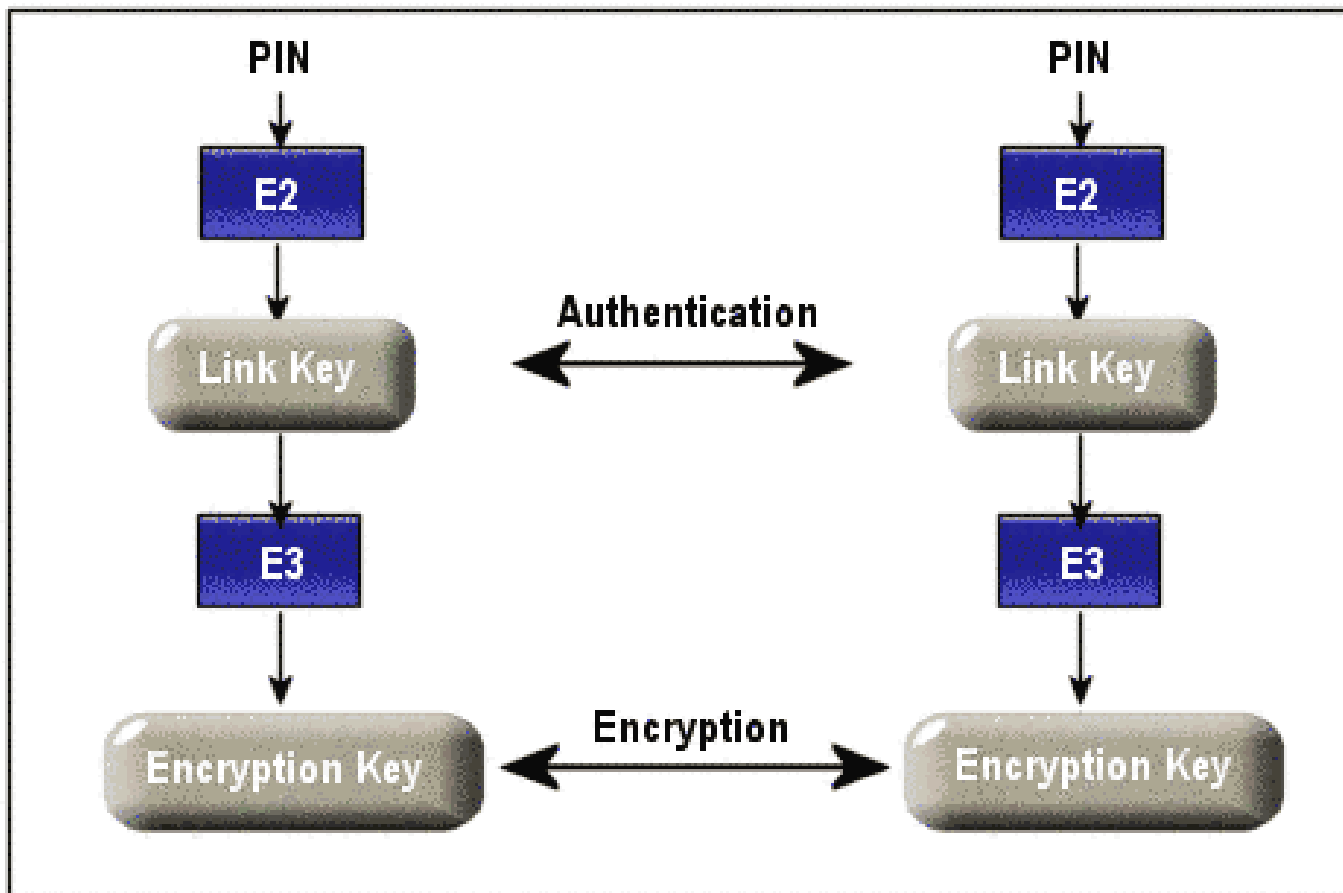 PIN PIN
E2 E2
Authentication
Link Key Link Key
E3 E3
Encryption
Encryption Key Encryption Key